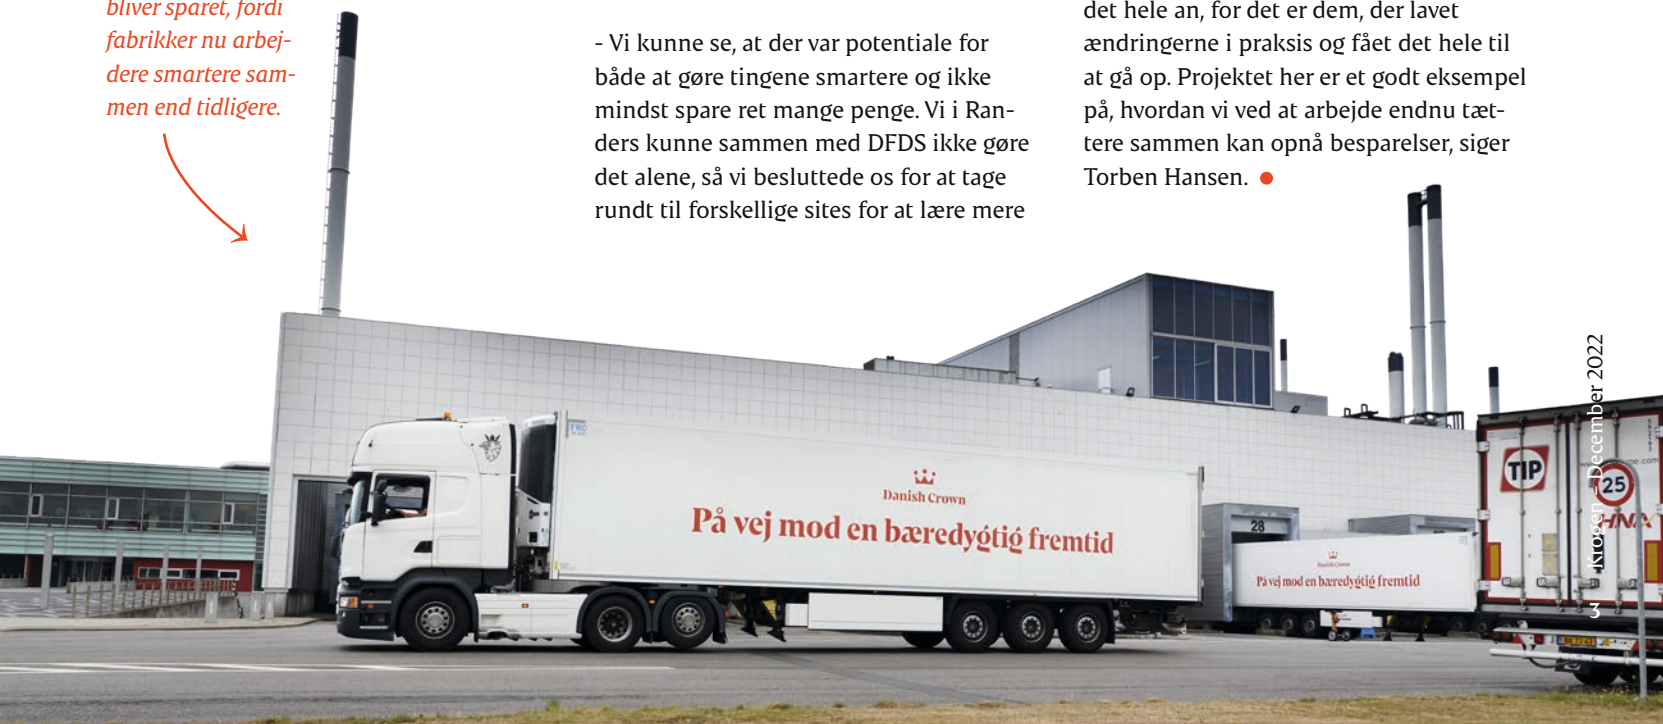 bliver sparet, fordi
fabrikker nu arbej-
dere smartere sam-
men end tidligere.
- Vi kunne se, at der var potentiale for
både at gøre tingene smartere og ikke
mindst spare ret mange penge. Vi i Ran-
ders kunne sammen med DFDS ikke gøre
det alene, så vi besluttede os for at tage
rundt til forskellige sites for at lære mere
det hele an, for det er dem, der lavet
ændringerne i praksis og fået det hele til
at gå op. Projektet her er et godt eksempel
på, hvordan vi ved at arbejde endnu tæt-
tere sammen kan opnå besparelser, siger
Torben Hansen.
FRC
Danish Crown
På vej mod en bæredygtig fremtid
28
Danish Crown
På vej mod en bæredygtig fremtid
TIP
25
Krogen – December 2022
3